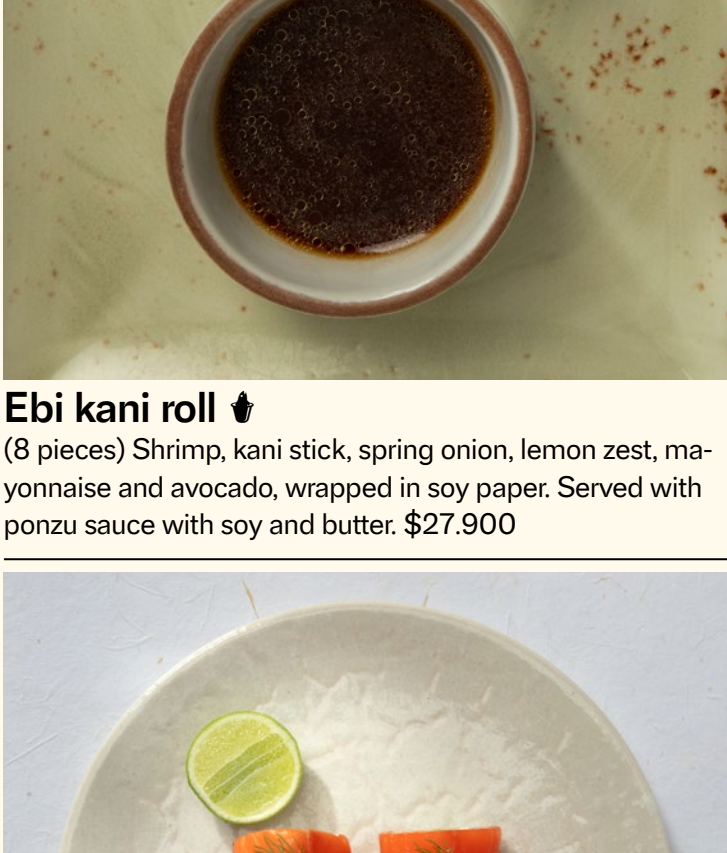 Ebi kani roll
(8 pieces) Shrimp, kani stick, spring onion, lemon zest, ma-
yonnaise and avocado, wrapped in soy paper. Served with
ponzu sauce with soy and butter. $27.900